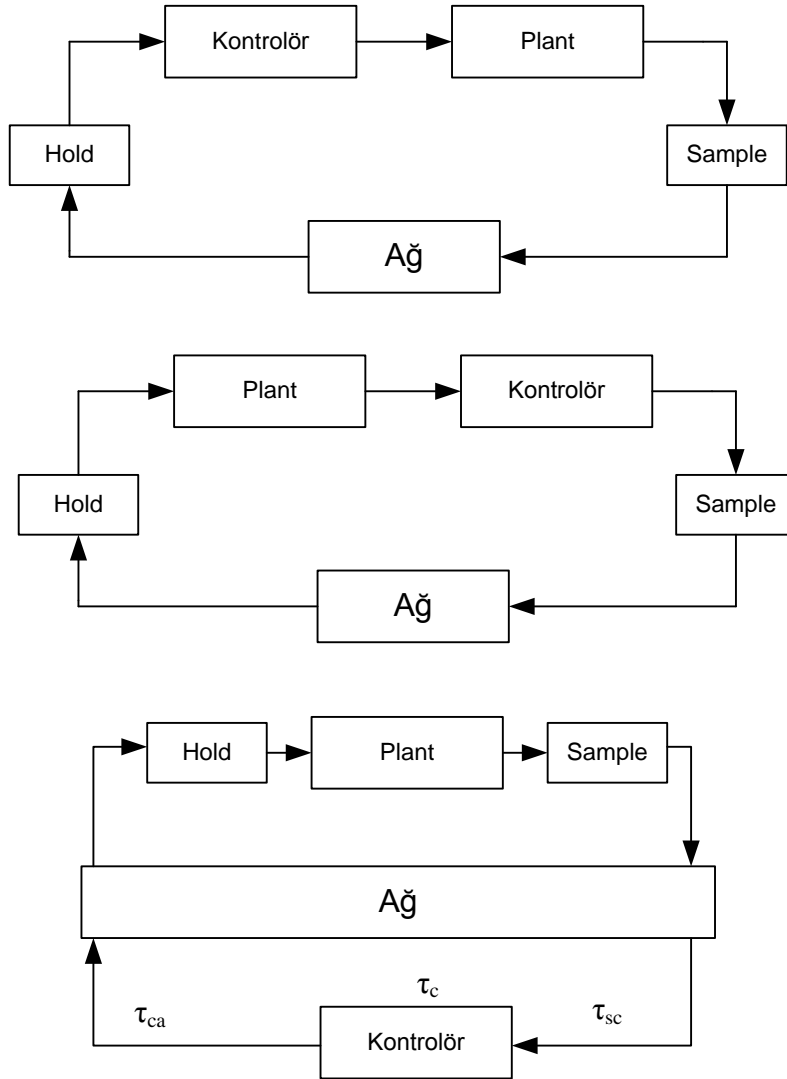 Kontrolör
Plant
Hold
Sample
Ağ
Plant
Kontrolör
Hold
Sample
Ağ
Hold
Plant
Sample
Ağ
τca
τc
τsc
Kontrolör